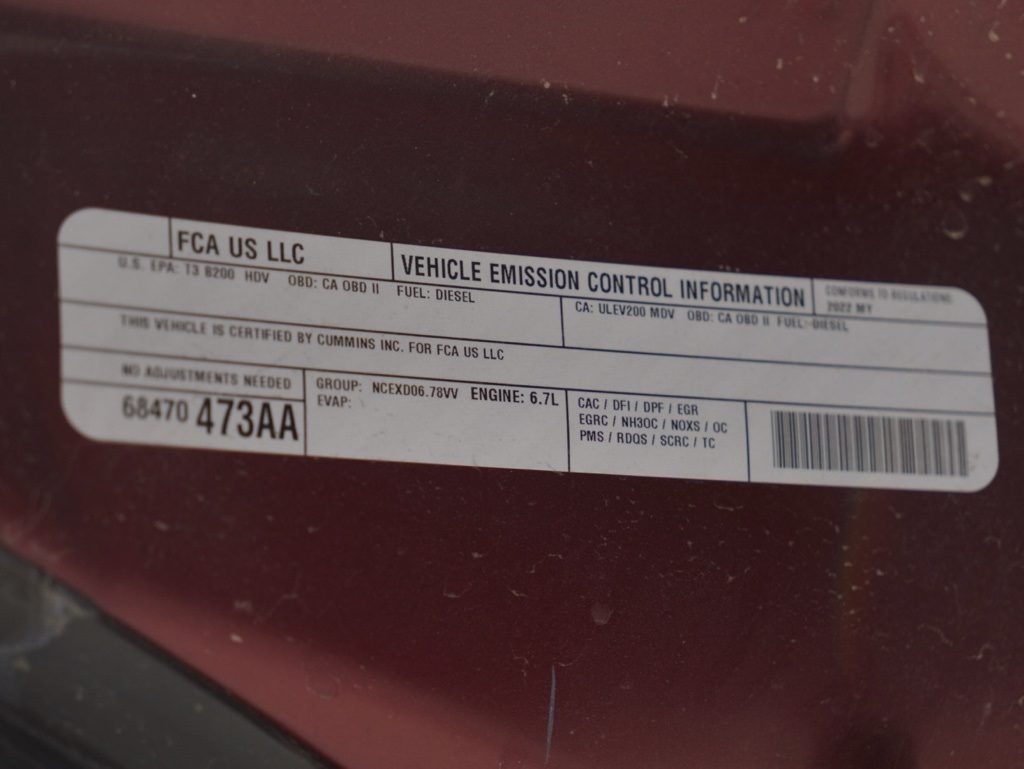 FCA US LLC
VEHICLE EMISSION CONTROL INFORMATION
CONFORMS TO REGULATIONS:
2022 MY
U.S. EPA: T3 B200 HDV OBD: CA OBD II FUEL: DIESEL
CA: ULEV200 MDV OBD: CA OBD II FUEL: DIESEL
THIS VEHICLE IS CERTIFIED BY CUMMINS INC. FOR FCA US LLC
NO ADJUSTMENTS NEEDED
68470 473AA
GROUP: NCEXD06.78VV ENGINE: 6.7L
EVAP:
CAC / DFI / DPF / EGR
EGRC / NH3OC / NOXS / OC
PMS / RDQS / SCRC / TC